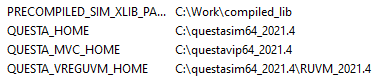 PRECOMPILED_SIM_XLIB_PA... C:\Work\compiled_lib
QUESTA_HOME C:\questasim64_2021.4
QUESTA_MVC_HOME C:\questavip64_2021.4
QUESTA_VREGUVM_HOME C:\questasim64_2021.4\RUVM_2021.4